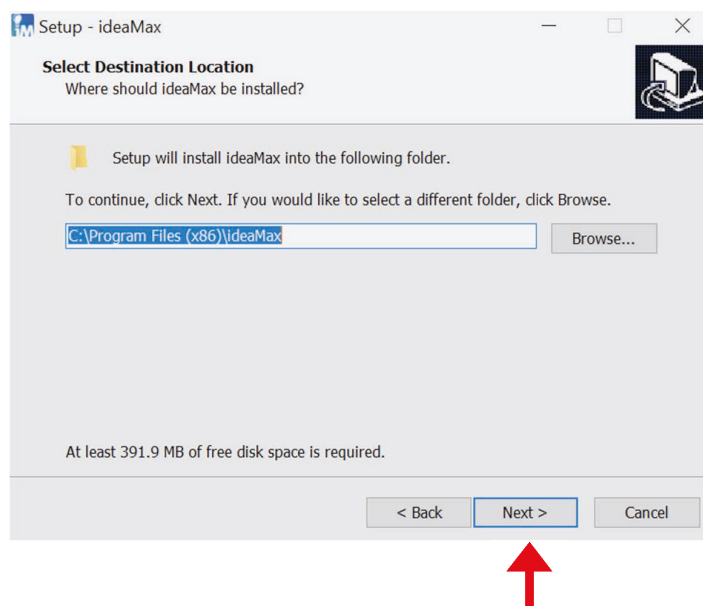 iM Setup - ideaMax
Select Destination Location
Where should ideaMax be installed?
Setup will install ideaMax into the following folder.
To continue, click Next. If you would like to select a different folder, click Browse.
C:\Program Files (x86)\ideaMax
Browse...
At least 391.9 MB of free disk space is required.
< Back Next > Cancel